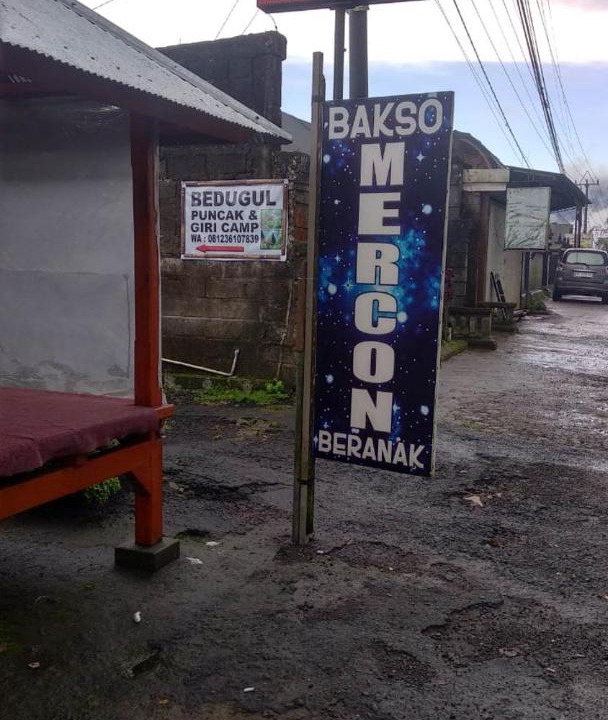 BAKSO
MERCON
BERANAK
BEDUGUL
PUNCAK &
GIRI CAMP
WA : 081236107839